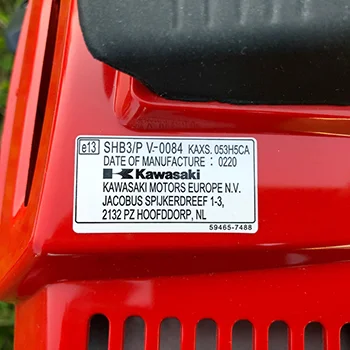 e13 SHB3/P V-0084 KAXS. 053H5CA
DATE OF MANUFACTURE : 0220
Kawasaki
KAWASAKI MOTORS EUROPE N.V.
JACOBUS SPIJKERDREEF 1-3,
2132 PZ HOOFDDORP, NL
59465-7488